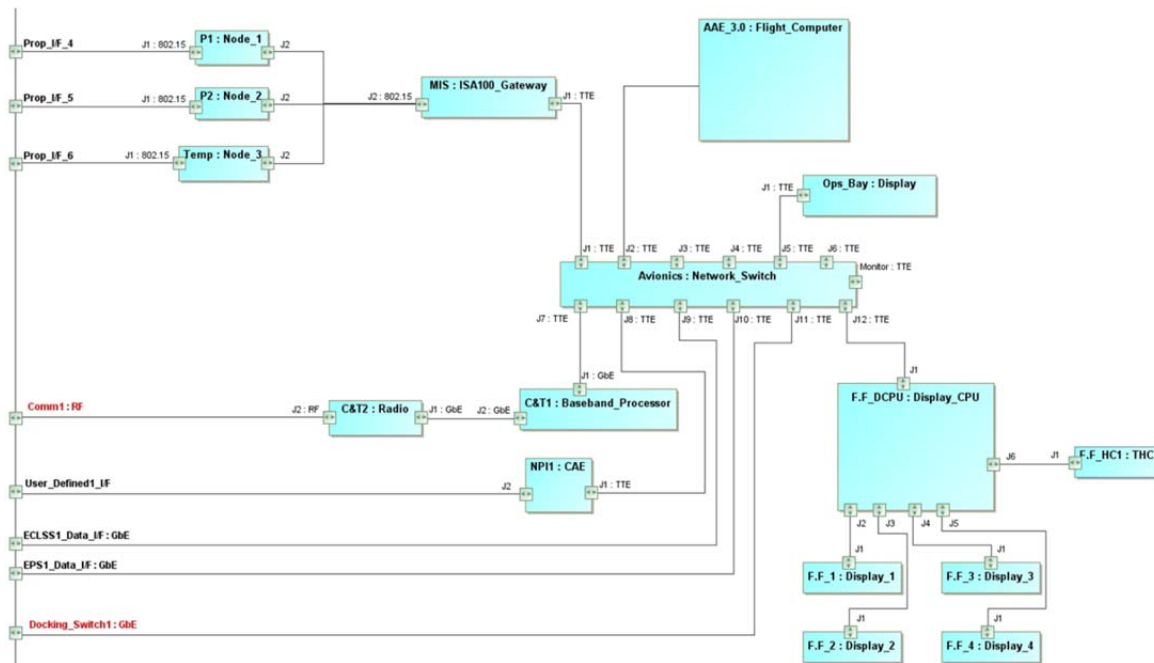 Prop_I/F_4
J1 : 802.15
P1 : Node_1
J2
Prop_I/F_5
J1 : 802.15
P2 : Node_2
J2
Prop_I/F_6
J1 : 802.15
Temp : Node_3
J2
J2 : 802.15
MIS : ISA100_Gateway
J1 : TTE
AAE_3.0 : Flight_Computer
J1 : TTE
Ops_Bay : Display
J1 : TTE
J2 : TTE
J3 : TTE
J4 : TTE
J5 : TTE
J6 : TTE
Avionics : Network_Switch
Monitor : TTE
J7 : TTE
J8 : TTE
J9 : TTE
J10 : TTE
J11 : TTE
J12 : TTE
J1 : GbE
Comm1 : RF
J2 : RF
C&T2 : Radio
J1 : GbE
J2 : GbE
C&T1 : Baseband_Processor
User_Defined1_I/F
J2
NPI1 : CAE
J1 : TTE
ECLSS1_Data_I/F : GbE
EPS1_Data_I/F : GbE
Docking_Switch1 : GbE
J1
F.F_DCPU : Display_CPU
J6
J1
F.F_HC1 : THC
J2
J3
J4
J5
J1
F.F_1 : Display_1
J1
F.F_3 : Display_3
J1
F.F_2 : Display_2
J1
F.F_4 : Display_4